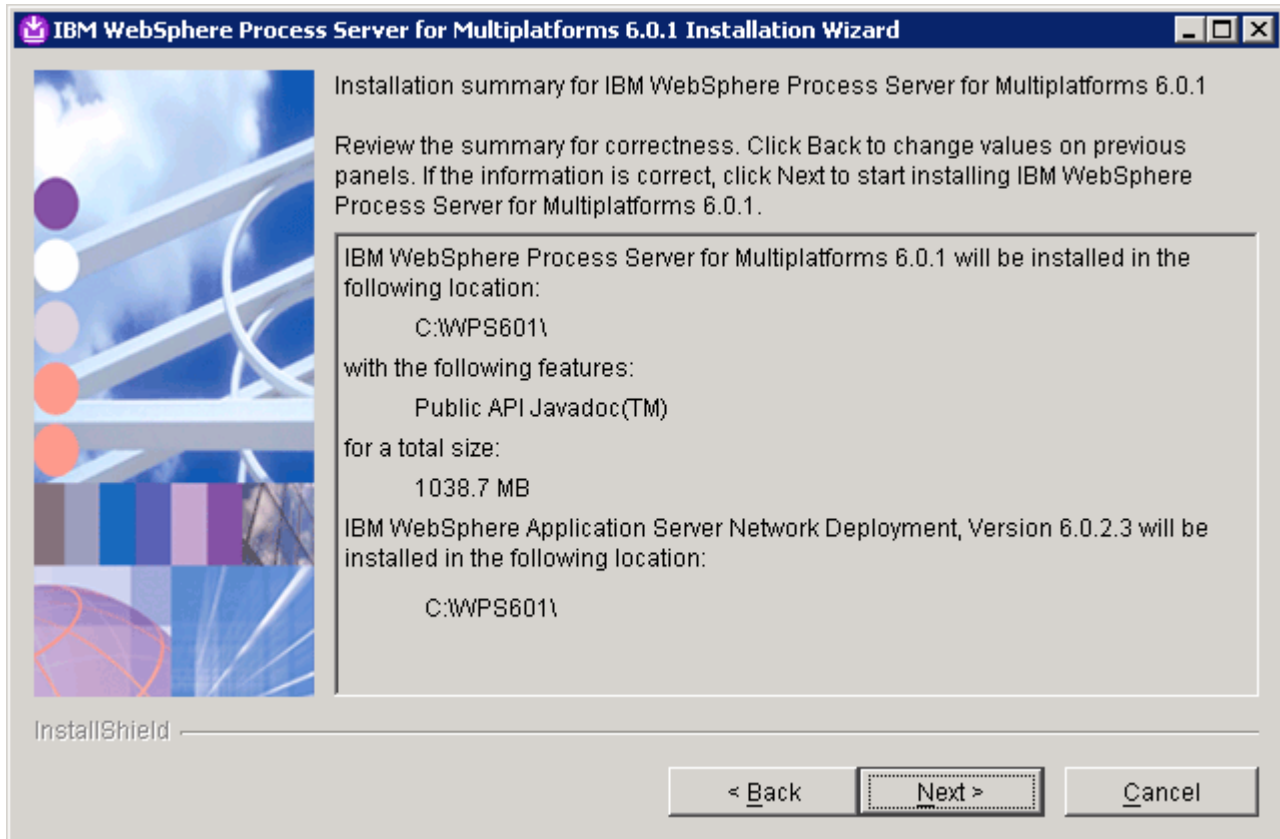 IBM WebSphere Process Server for Multiplatforms 6.0.1 Installation Wizard
Installation summary for IBM WebSphere Process Server for Multiplatforms 6.0.1
Review the summary for correctness. Click Back to change values on previous
panels. If the information is correct, click Next to start installing IBM WebSphere
Process Server for Multiplatforms 6.0.1.
IBM WebSphere Process Server for Multiplatforms 6.0.1 will be installed in the
following location:
C:\WPS601\
with the following features:
Public API Javadoc(TM)
for a total size:
1038.7 MB
IBM WebSphere Application Server Network Deployment, Version 6.0.2.3 will be
installed in the following location:
C:\WPS601\
InstallShield
< Back
Next >
Cancel